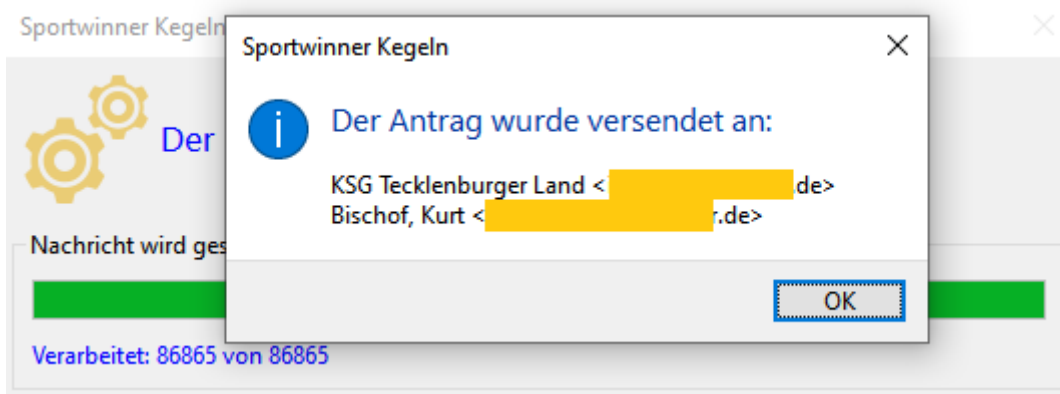 Sportwinner Kegeln
Sportwinner Kegeln
Der Antrag wurde versendet an:
Der
KSG Tecklenburger Land < .de>
Bischof, Kurt < r.de>
Nachricht wird ges
OK
Verarbeitet: 86865 von 86865